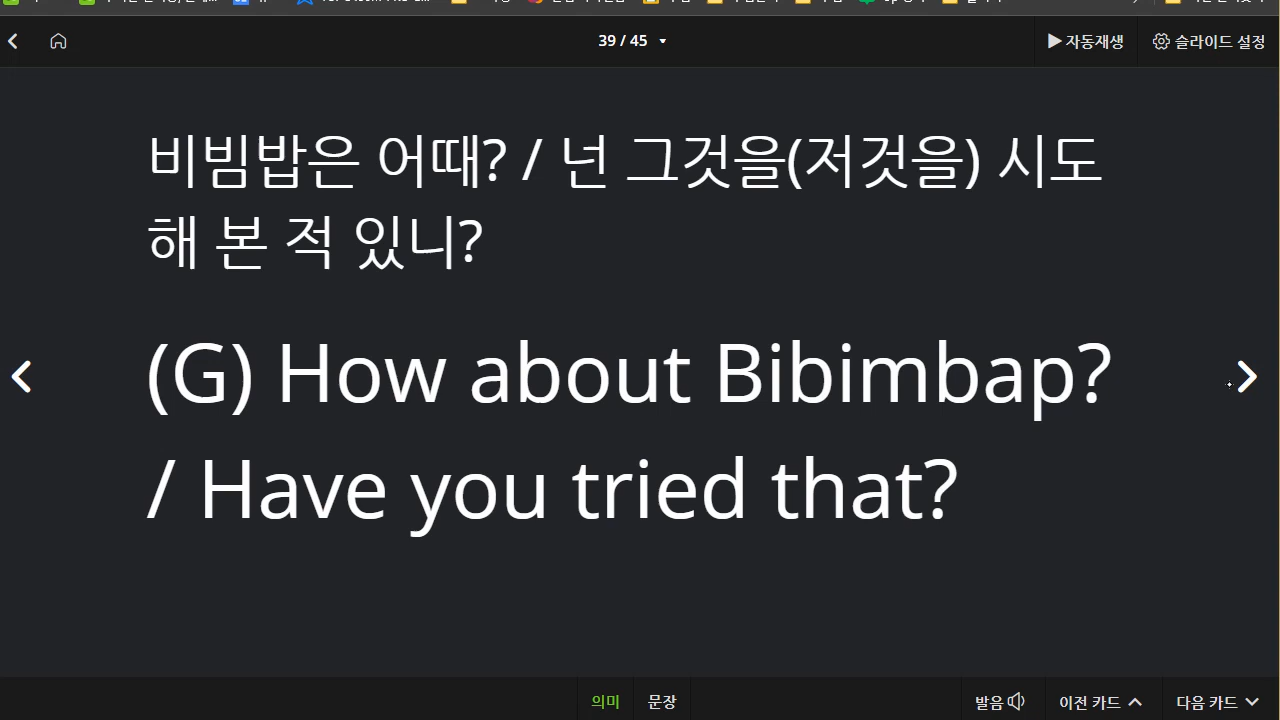 39 / 45
자동재생
슬라이드 설정
비빔밥은 어때? / 넌 그것을(저것을) 시도
해 본 적 있니?
(G) How about Bibimbap?
/ Have you tried that?
의미
문장
발음
이전 카드
다음 카드